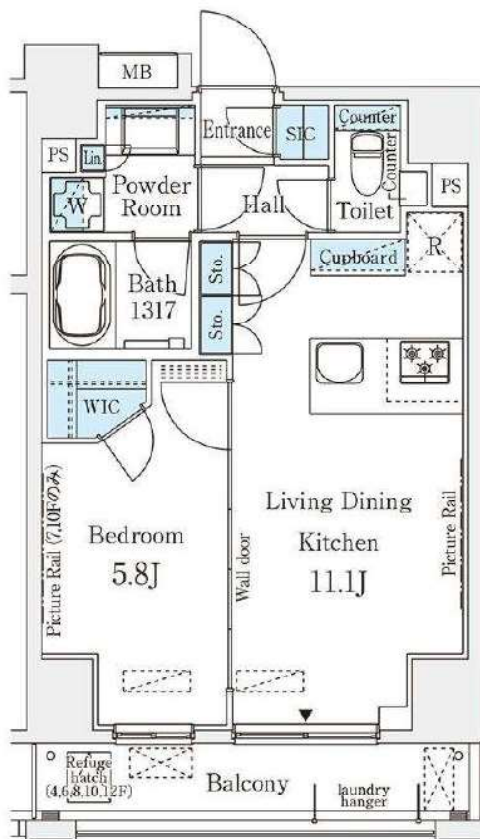 MB
Entrance
SIC
Counter
Counter
PS
Lin.
Powder
Room
W
Hall
Toilet
PS
Bath
1317
Sto.
Sto.
Cupboard
R
WIC
Picture Rail (7,10Fのみ)
Bedroom
5.8J
Wall door
Living Dining
Kitchen
11.1J
Picture Rail
Refuge
hatch
(4,6,8,10,12F)
Balcony
laundry
hanger